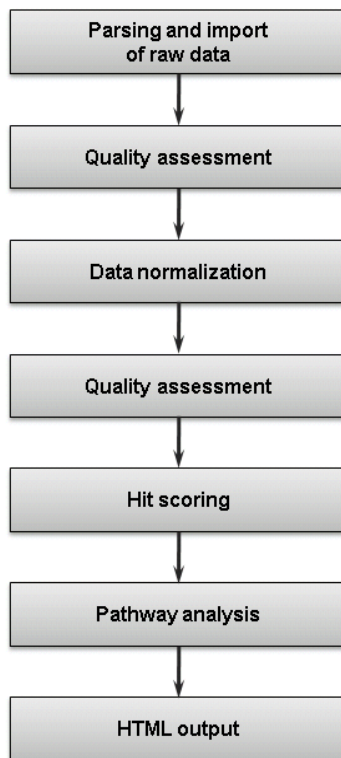 Parsing and import
of raw data
Quality assessment
Data normalization
Quality assessment
Hit scoring
Pathway analysis
HTML output